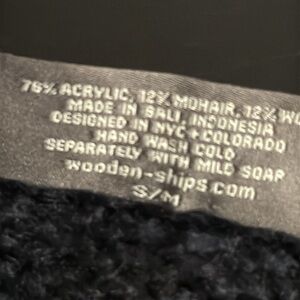 76% ACRYLIC, 12% MOHAIR, 12% WO
MADE IN BALI, INDONESIA
DESIGNED IN NYC + COLORADO
HAND WASH COLD
SEPARATELY WITH MILD SOAP
wooden-ships.com
S/M